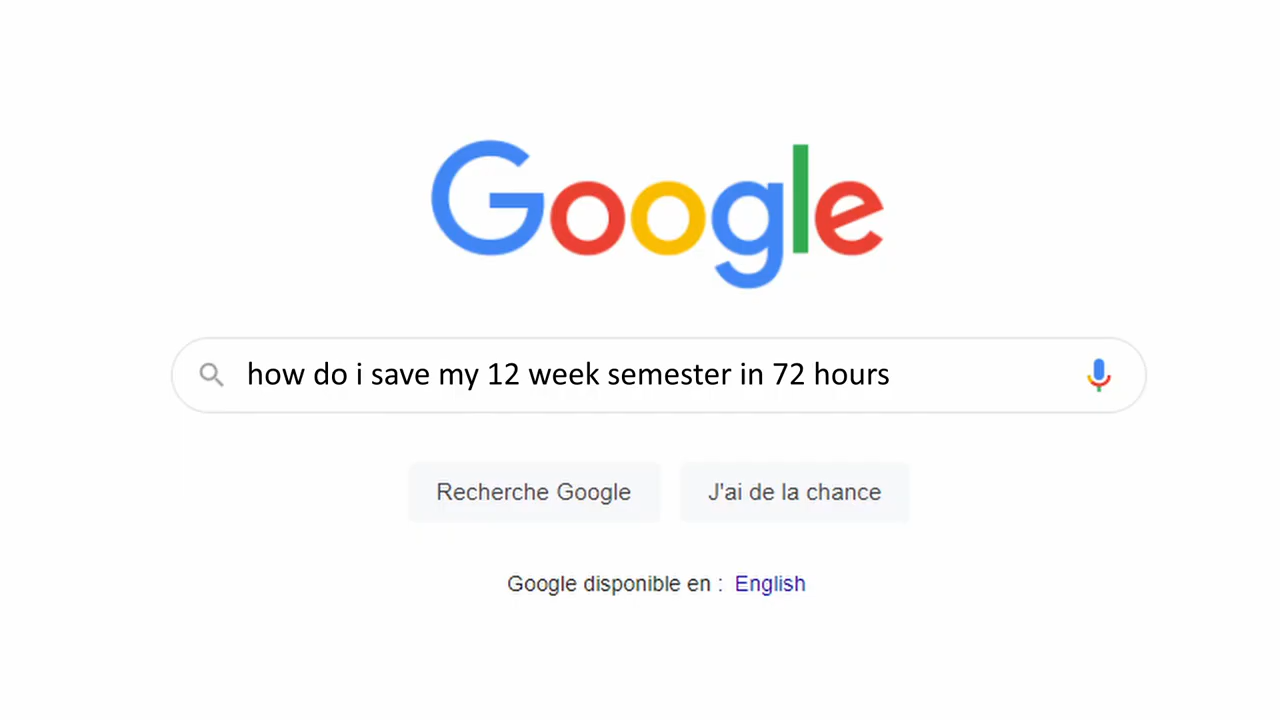 Google
how do i save my 12 week semester in 72 hours
Recherche Google
J'ai de la chance
Google disponible en : English